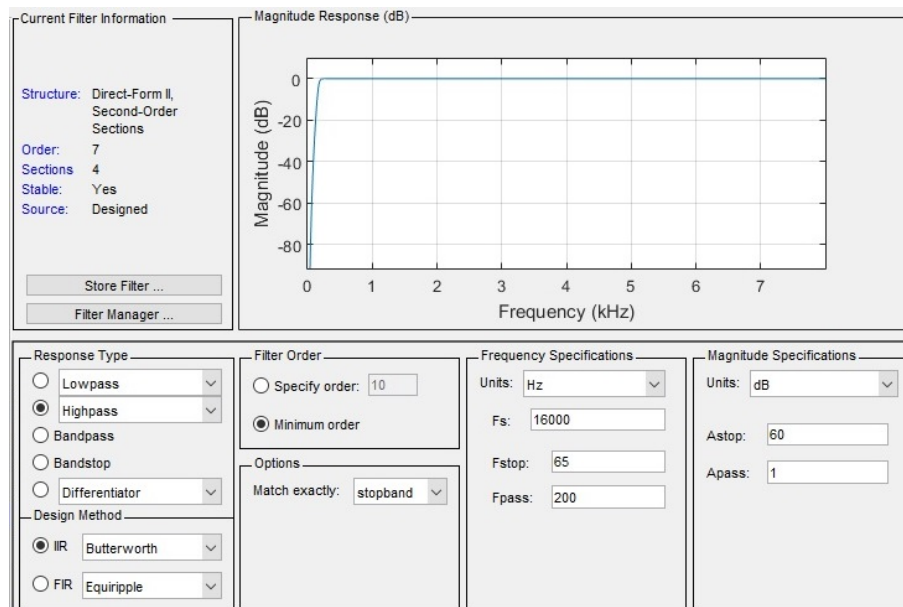 Current Filter Information
Structure: Direct-Form II,
Second-Order
Sections
Order: 7
Sections 4
Stable: Yes
Source: Designed
Store Filter ...
Filter Manager ...
Magnitude Response (dB)
Magnitude (dB)
0
-20
-40
-60
-80
0 1 2 3 4 5 6 7
Frequency (kHz)
Response Type
Lowpass
Highpass
Bandpass
Bandstop
Differentiator
Design Method
IIR Butterworth
FIR Equiripple
Filter Order
Specify order: 10
Minimum order
Options
Match exactly: stopband
Frequency Specifications
Units: Hz
Fs: 16000
Fstop: 65
Fpass: 200
Magnitude Specifications
Units: dB
Astop: 60
Apass: 1